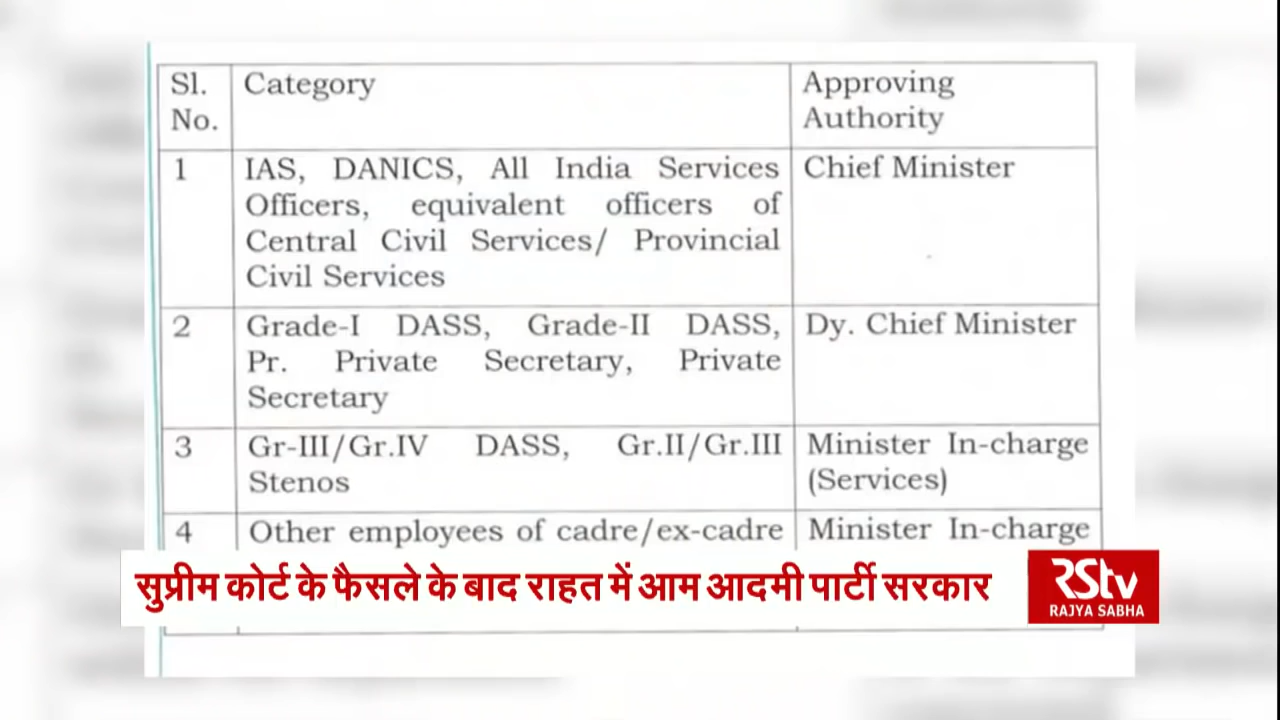 Sl. No.
Category
Approving Authority
1
IAS, DANICS, All India Services
Officers, equivalent officers of
Central Civil Services/ Provincial
Civil Services
Chief Minister
2
Grade-I DASS, Grade-II DASS,
Pr. Private Secretary, Private
Secretary
Dy. Chief Minister
3
Gr-III/Gr.IV DASS, Gr.II/Gr.III
Stenos
Minister In-charge
(Services)
4
Other employees of cadre/ex-cadre
Minister In-charge
सुप्रीम कोर्ट के फैसले के बाद राहत में आम आदमी पार्टी सरकार
RStv
RAJYA SABHA